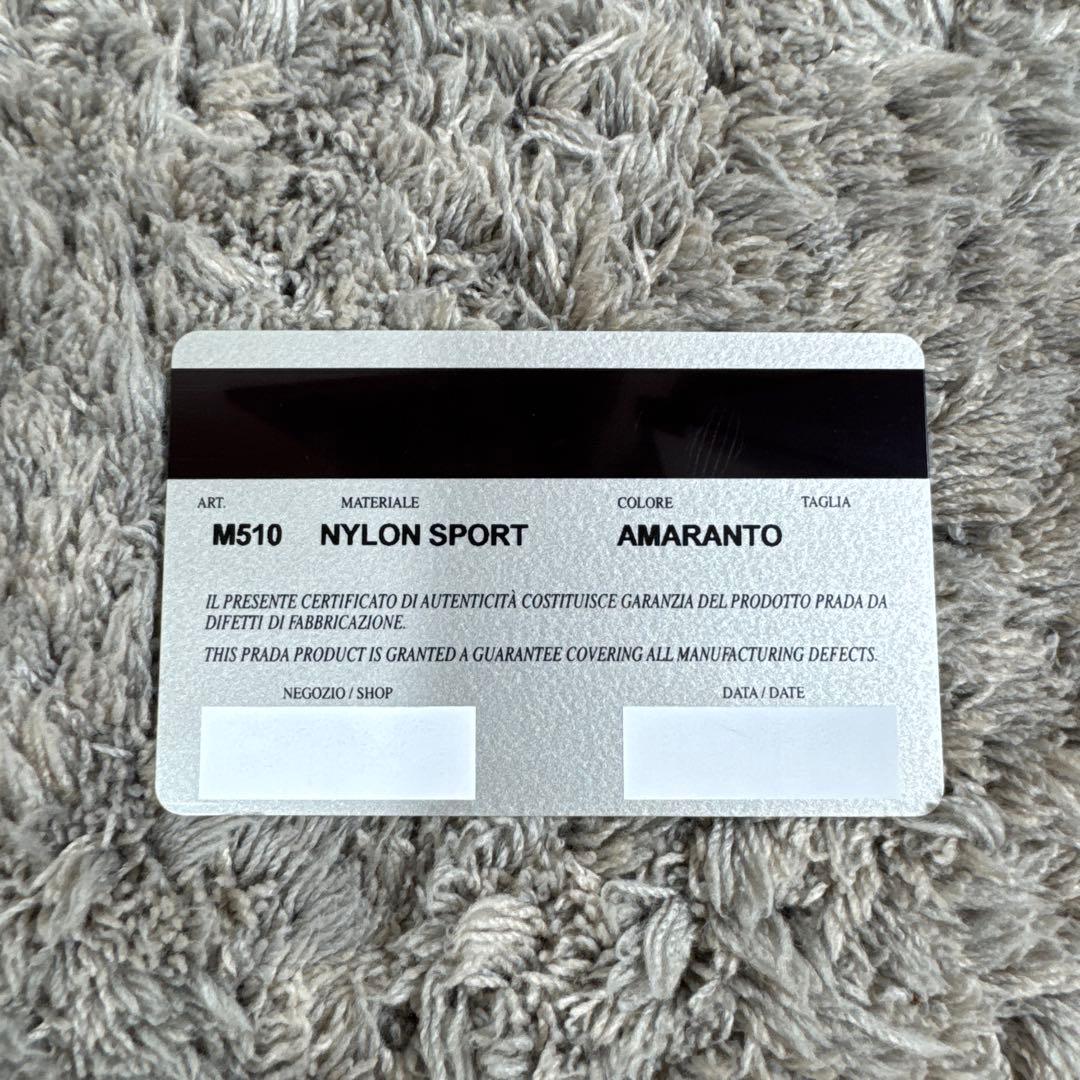 ART. MATERIALE COLORE TAGLIA
M510 NYLON SPORT AMARANTO
IL PRESENTE CERTIFICATO DI AUTENTICITÀ COSTITUISCE GARANZIA DEL PRODOTTO PRADA DA
DIFETTI DI FABBRICAZIONE.
THIS PRADA PRODUCT IS GRANTED A GUARANTEE COVERING ALL MANUFACTURING DEFECTS.
NEGOZIO / SHOP DATA / DATE